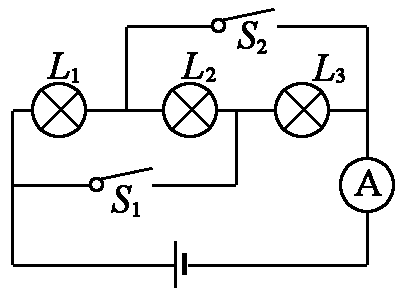 S₂
L₁ L₂ L₃
S₁ A